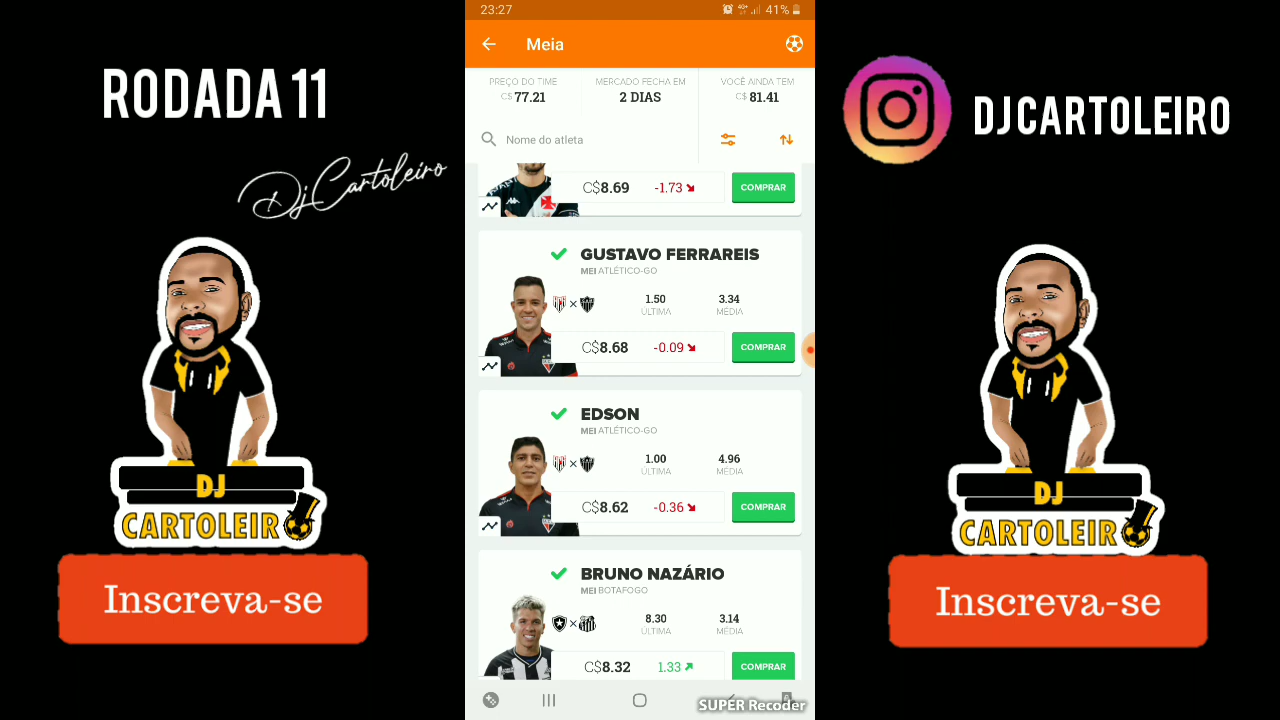 RODADA 11
DjCartoleiro
DJ
CARTOLEIRO
Inscreva-se
23:27
4G+
41%
Meia
PREÇO DO TIME
C$ 77.21
MERCADO FECHA EM
2 DIAS
VOCÊ AINDA TEM
C$ 81.41
Nome do atleta
C$8.69
-1.73
COMPRAR
GUSTAVO FERRAREIS
MEI ATLÉTICO-GO
×
1.50
ÚLTIMA
3.34
MÉDIA
C$8.68
-0.09
COMPRAR
EDSON
MEI ATLÉTICO-GO
×
1.00
ÚLTIMA
4.96
MÉDIA
C$8.62
-0.36
COMPRAR
BRUNO NAZÁRIO
MEI BOTAFOGO
×
8.30
ÚLTIMA
3.14
MÉDIA
C$8.32
1.33
COMPRAR
SUPER Recorder
DJCARTOLEIRO
DJ
CARTOLEIRO
Inscreva-se